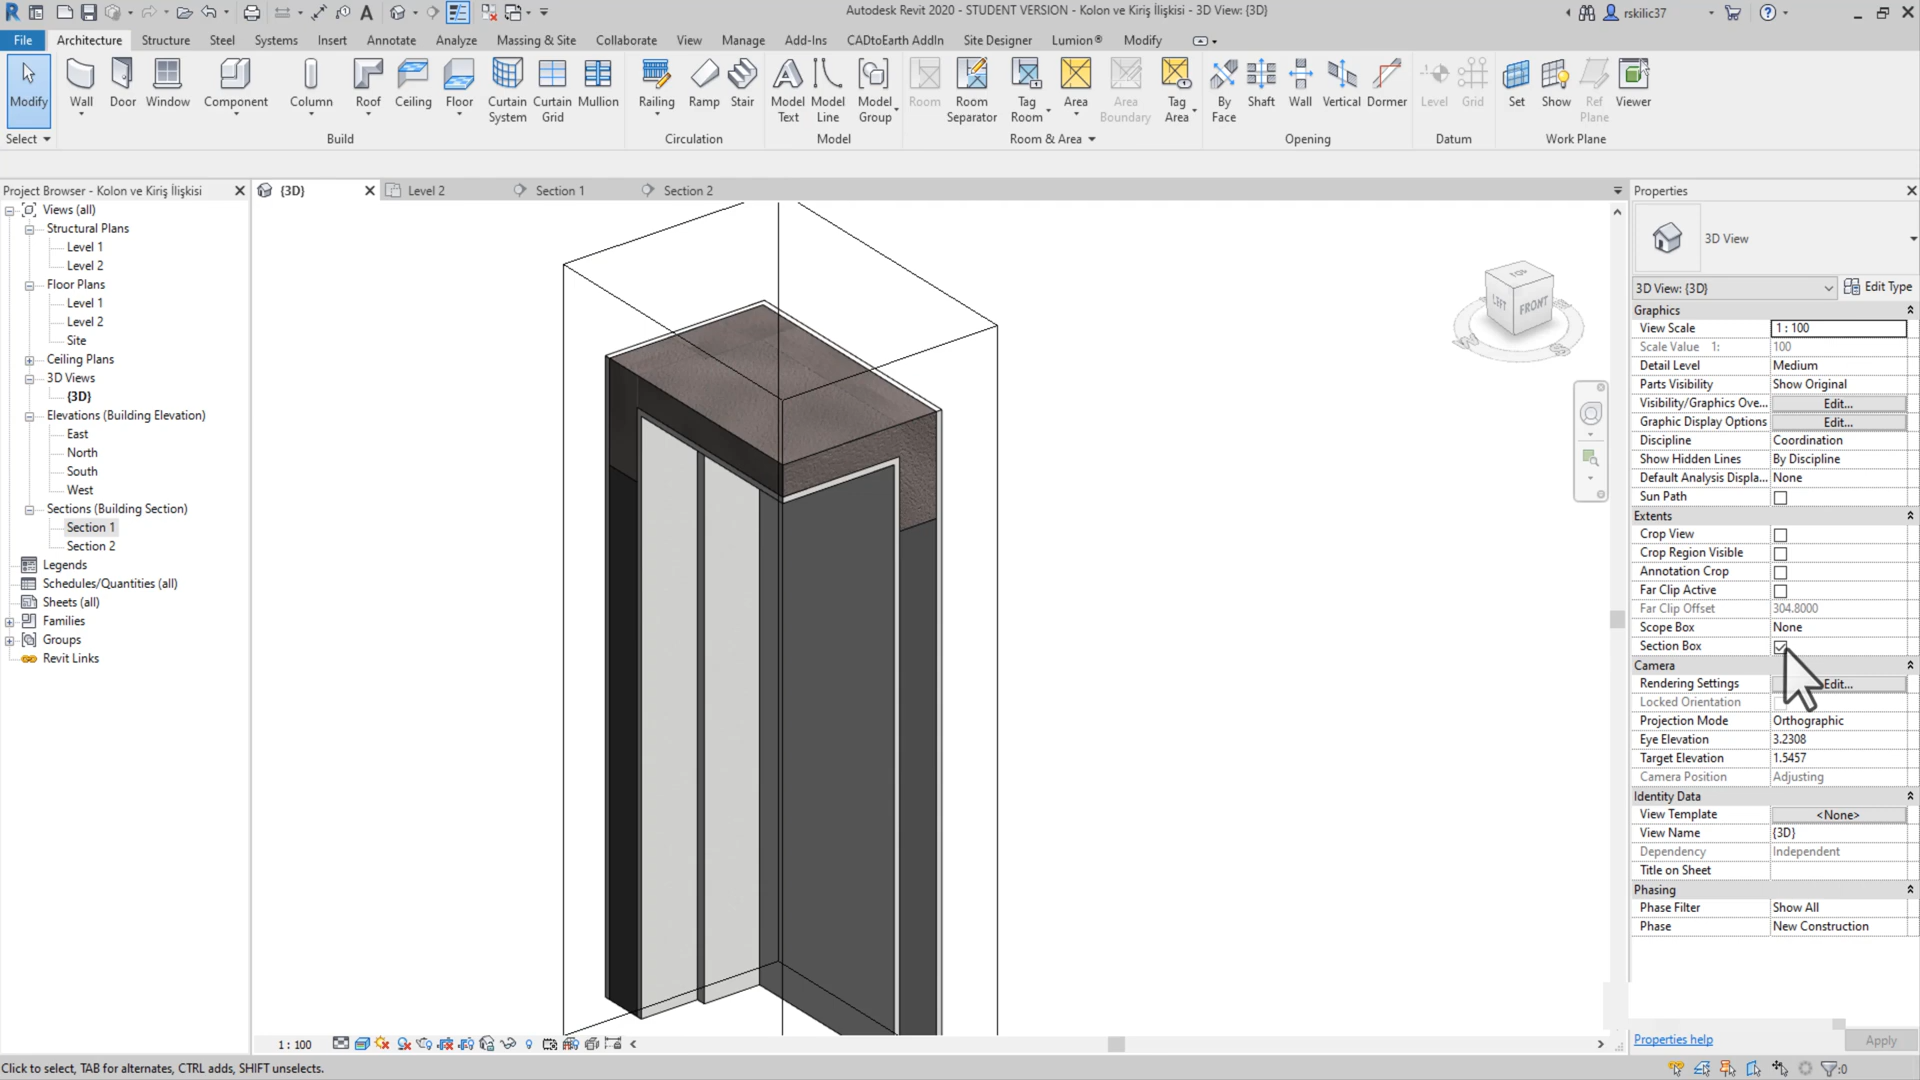 Autodesk Revit 2020 - STUDENT VERSION - Kolon ve Kiriş İlişkisi - 3D View: {3D}
rskilic37
File Architecture Structure Steel Systems Insert Annotate Analyze Massing & Site Collaborate View Manage Add-Ins CADtoEarth AddIn Site Designer Lumion® Modify
Modify Wall Door Window Component Column Roof Ceiling Floor Curtain System Curtain Grid Mullion Railing Ramp Stair Model Text Model Line Model Group Room Room Separator Tag Room Area Area Boundary Tag Area By Face Shaft Wall Vertical Dormer Level Grid Set Show Ref Plane Viewer
Select Build Circulation Model Room & Area Opening Datum Work Plane
Project Browser - Kolon ve Kiriş İlişkisi
{3D} Level 2 Section 1 Section 2
Views (all)
Structural Plans
Level 1
Level 2
Floor Plans
Level 1
Level 2
Site
Ceiling Plans
3D Views
{3D}
Elevations (Building Elevation)
East
North
South
West
Sections (Building Section)
Section 1
Section 2
Legends
Schedules/Quantities (all)
Sheets (all)
Families
Groups
Revit Links
TOP
LEFT
FRONT
Properties
3D View
3D View: {3D} Edit Type
Graphics
View Scale 1 : 100
Scale Value 1: 100
Detail Level Medium
Parts Visibility Show Original
Visibility/Graphics Ove... Edit...
Graphic Display Options Edit...
Discipline Coordination
Show Hidden Lines By Discipline
Default Analysis Displa... None
Sun Path
Extents
Crop View
Crop Region Visible
Annotation Crop
Far Clip Active
Far Clip Offset 304.8000
Scope Box None
Section Box
Camera
Rendering Settings Edit...
Locked Orientation
Projection Mode Orthographic
Eye Elevation 3.2308
Target Elevation 1.5457
Camera Position Adjusting
Identity Data
View Template <None>
View Name {3D}
Dependency Independent
Title on Sheet
Phasing
Phase Filter Show All
Phase New Construction
Properties help Apply
1 : 100
Click to select, TAB for alternates, CTRL adds, SHIFT unselects.
:0